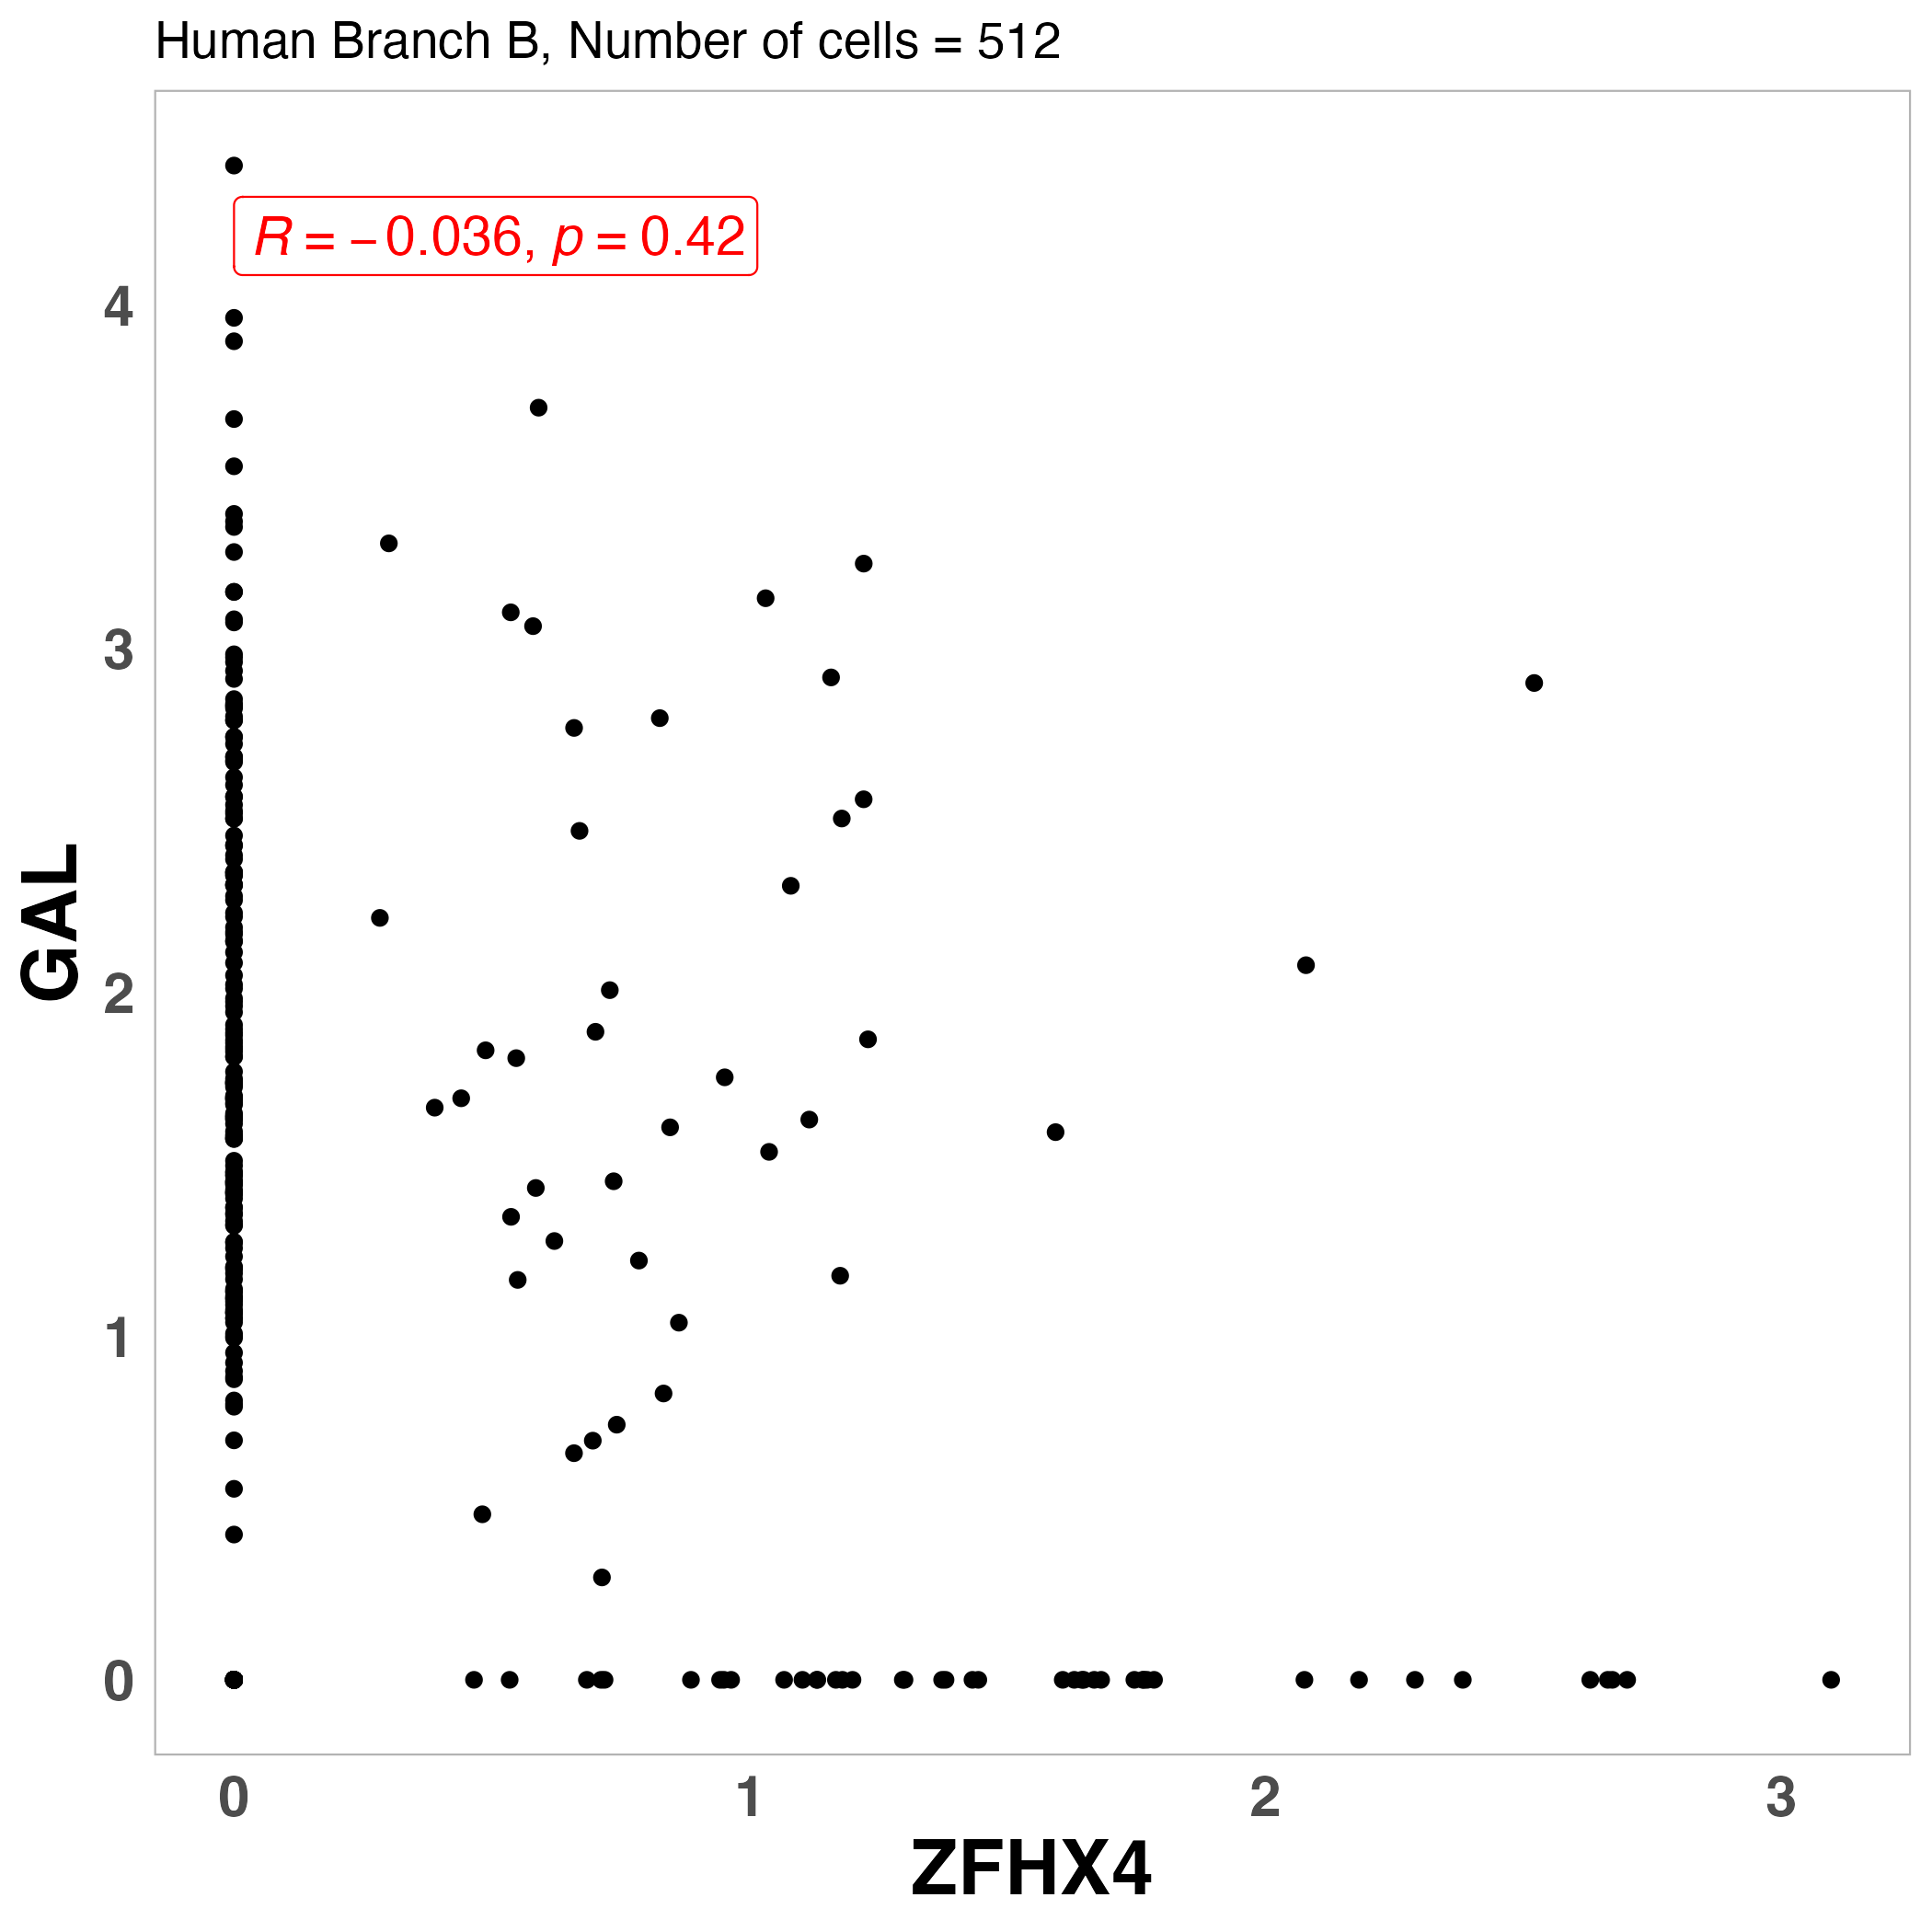 Human Branch B, Number of cells = 512
R = −0.036, p = 0.42
4
3
2
1
0
GAL
0 1 2 3
ZFHX4